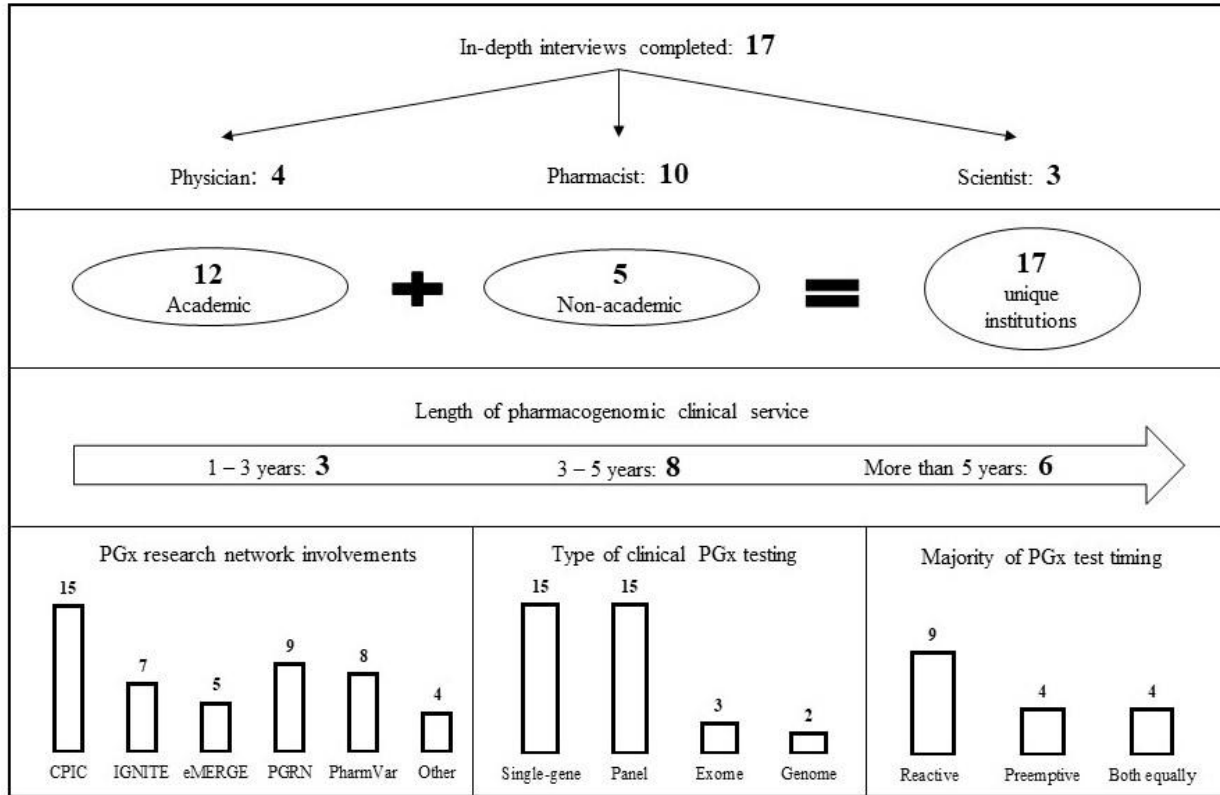 In-depth interviews completed: 17
Physician: 4 Pharmacist: 10 Scientist: 3
12
Academic
5
Non-academic
17
unique
institutions
Length of pharmacogenomic clinical service
1 – 3 years: 3 3 – 5 years: 8 More than 5 years: 6
PGx research network involvements
15
7
5
9
8
4
CPIC IGNITE eMERGE PGRN PharmVar Other
Type of clinical PGx testing
15
15
3
2
Single-gene Panel Exome Genome
Majority of PGx test timing
9
4
4
Reactive Preemptive Both equally